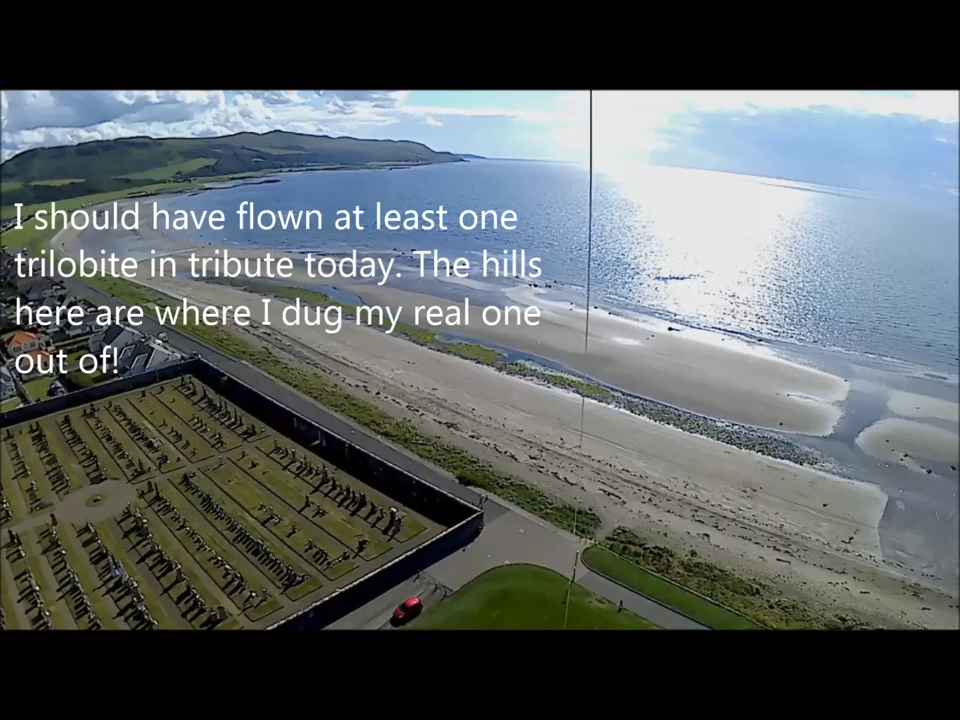 I should have flown at least one
trilobite in tribute today. The hills
here are where I dug my real one
out of!